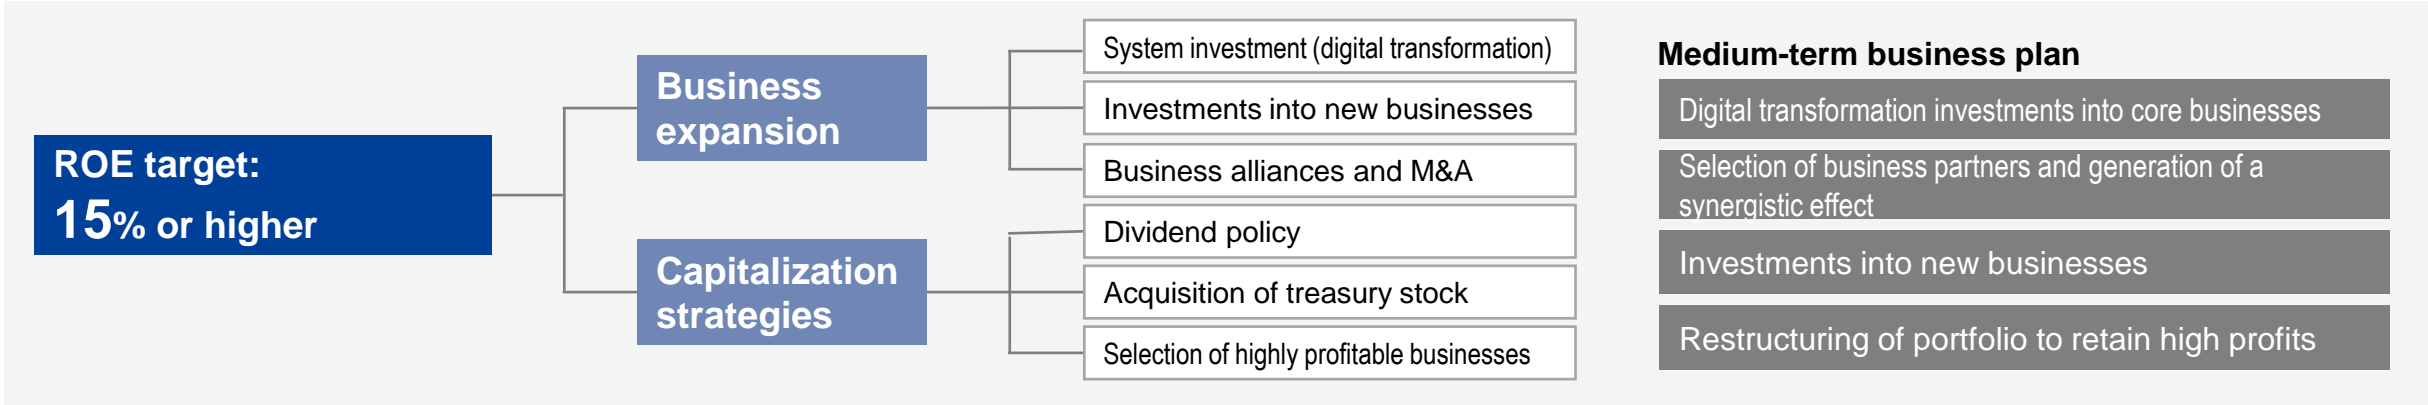 ROE target:
15% or higher
Business
expansion
Capitalization
strategies
System investment (digital transformation)
Investments into new businesses
Business alliances and M&A
Dividend policy
Acquisition of treasury stock
Selection of highly profitable businesses
Medium-term business plan
Digital transformation investments into core businesses
Selection of business partners and generation of a
synergistic effect
Investments into new businesses
Restructuring of portfolio to retain high profits